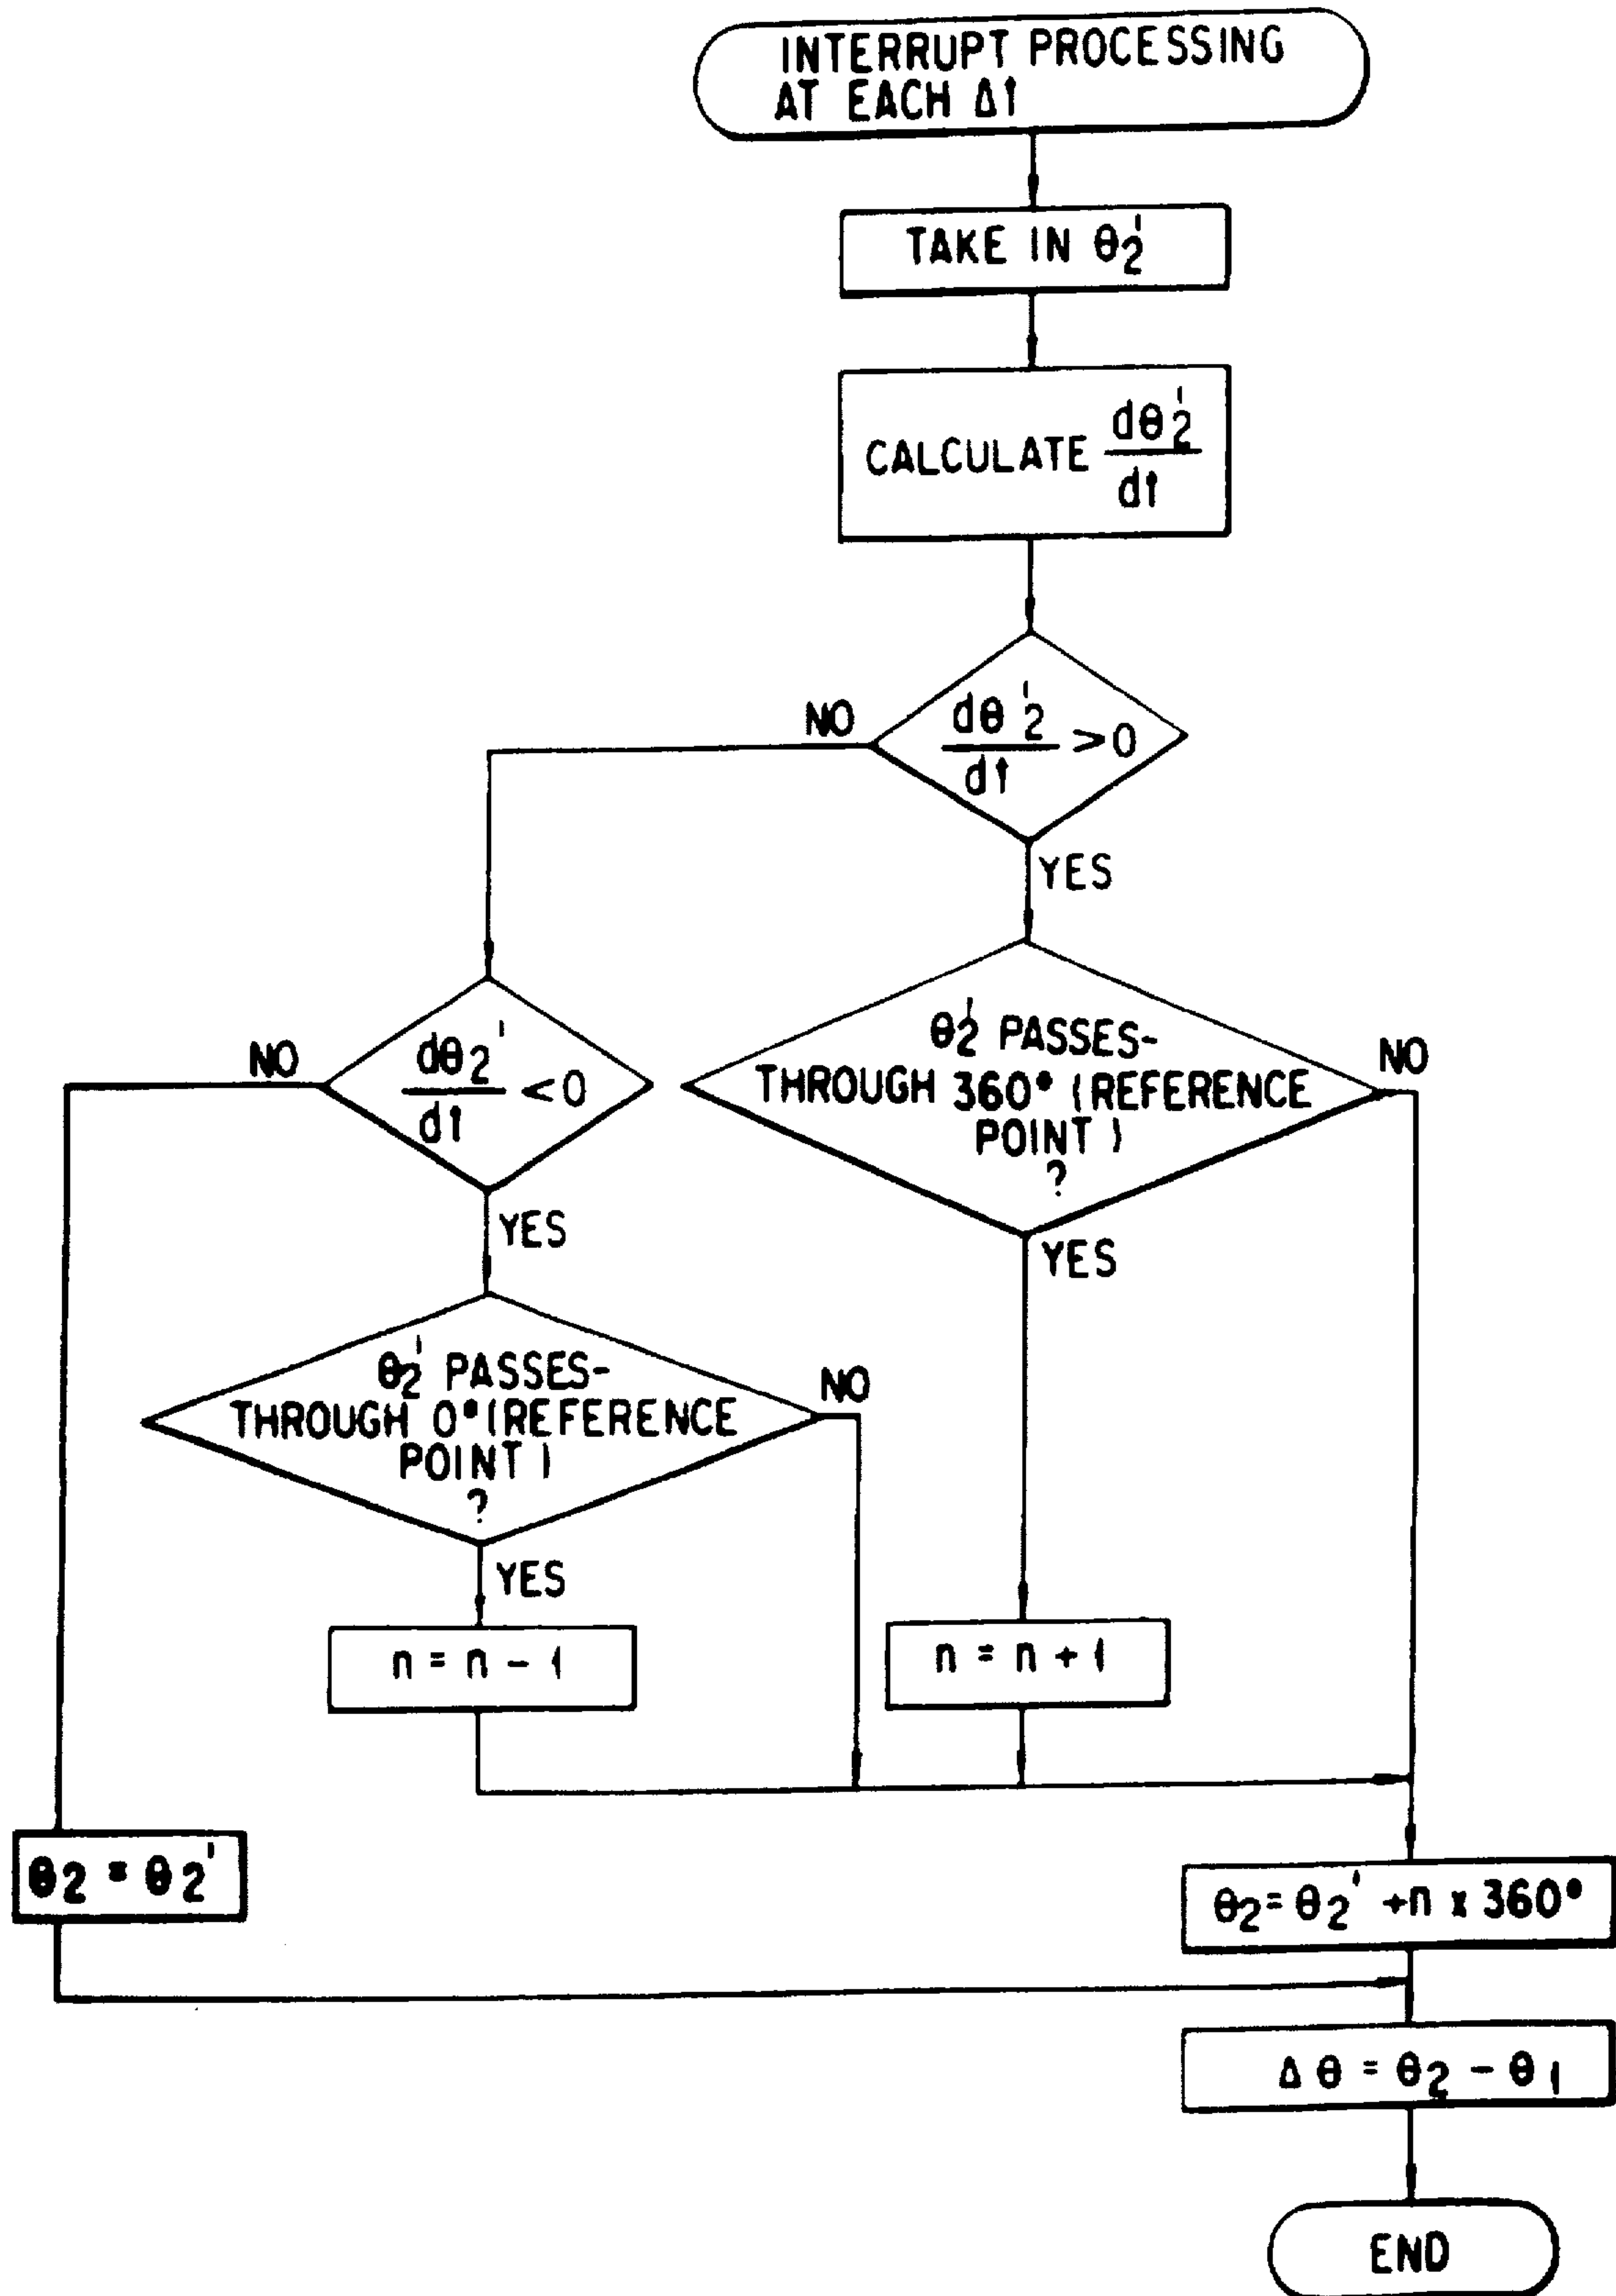 INTERRUPT PROCESSING
AT EACH Δt
TAKE IN θ2'
CALCULATE dθ2'/dt
NO
dθ2'/dt > 0
YES
NO
dθ2'/dt < 0
θ2' PASSES-
THROUGH 360° (REFERENCE
POINT)
?
NO
YES
YES
θ2' PASSES-
THROUGH 0° (REFERENCE
POINT)
?
NO
YES
n = n - 1
n = n + 1
θ2 = θ2'
θ2 = θ2' + n x 360°
Δθ = θ2 - θ1
END